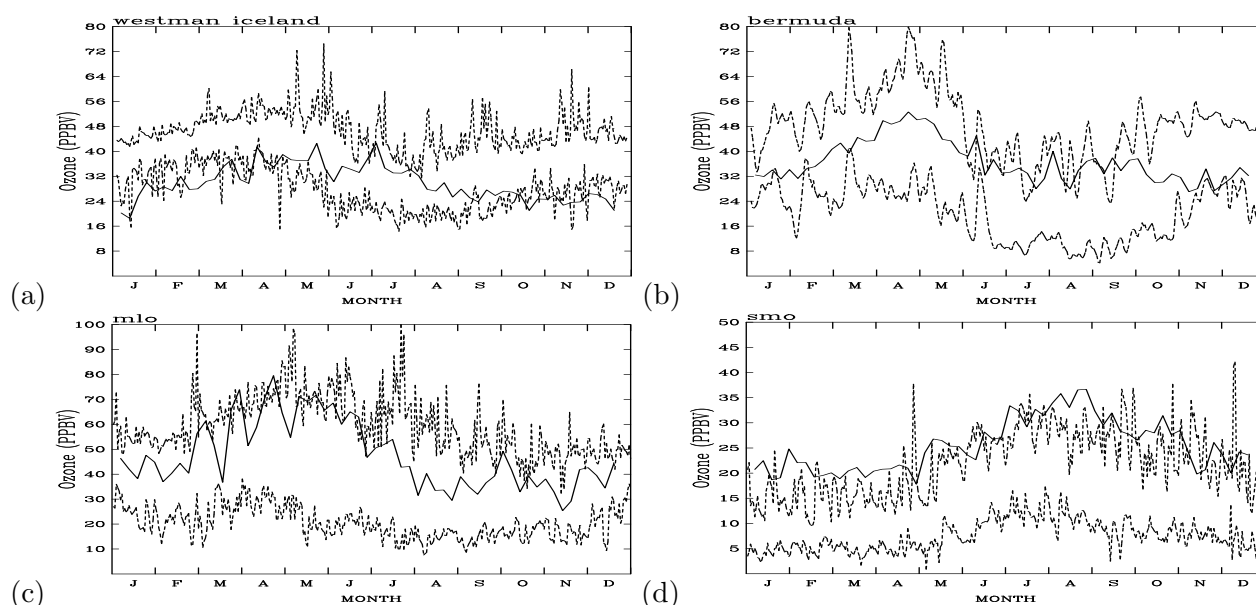 westman iceland
80
72
64
56
48
40
32
24
16
8
Ozone (PPBV)
J F M A M J J A S O N D
MONTH
(a)
bermuda
80
72
64
56
48
40
32
24
16
8
Ozone (PPBV)
J F M A M J J A S O N D
MONTH
(b)
mlo
100
90
80
70
60
50
40
30
20
10
Ozone (PPBV)
J F M A M J J A S O N D
MONTH
(c)
smo
50
45
40
35
30
25
20
15
10
5
Ozone (PPBV)
J F M A M J J A S O N D
MONTH
(d)